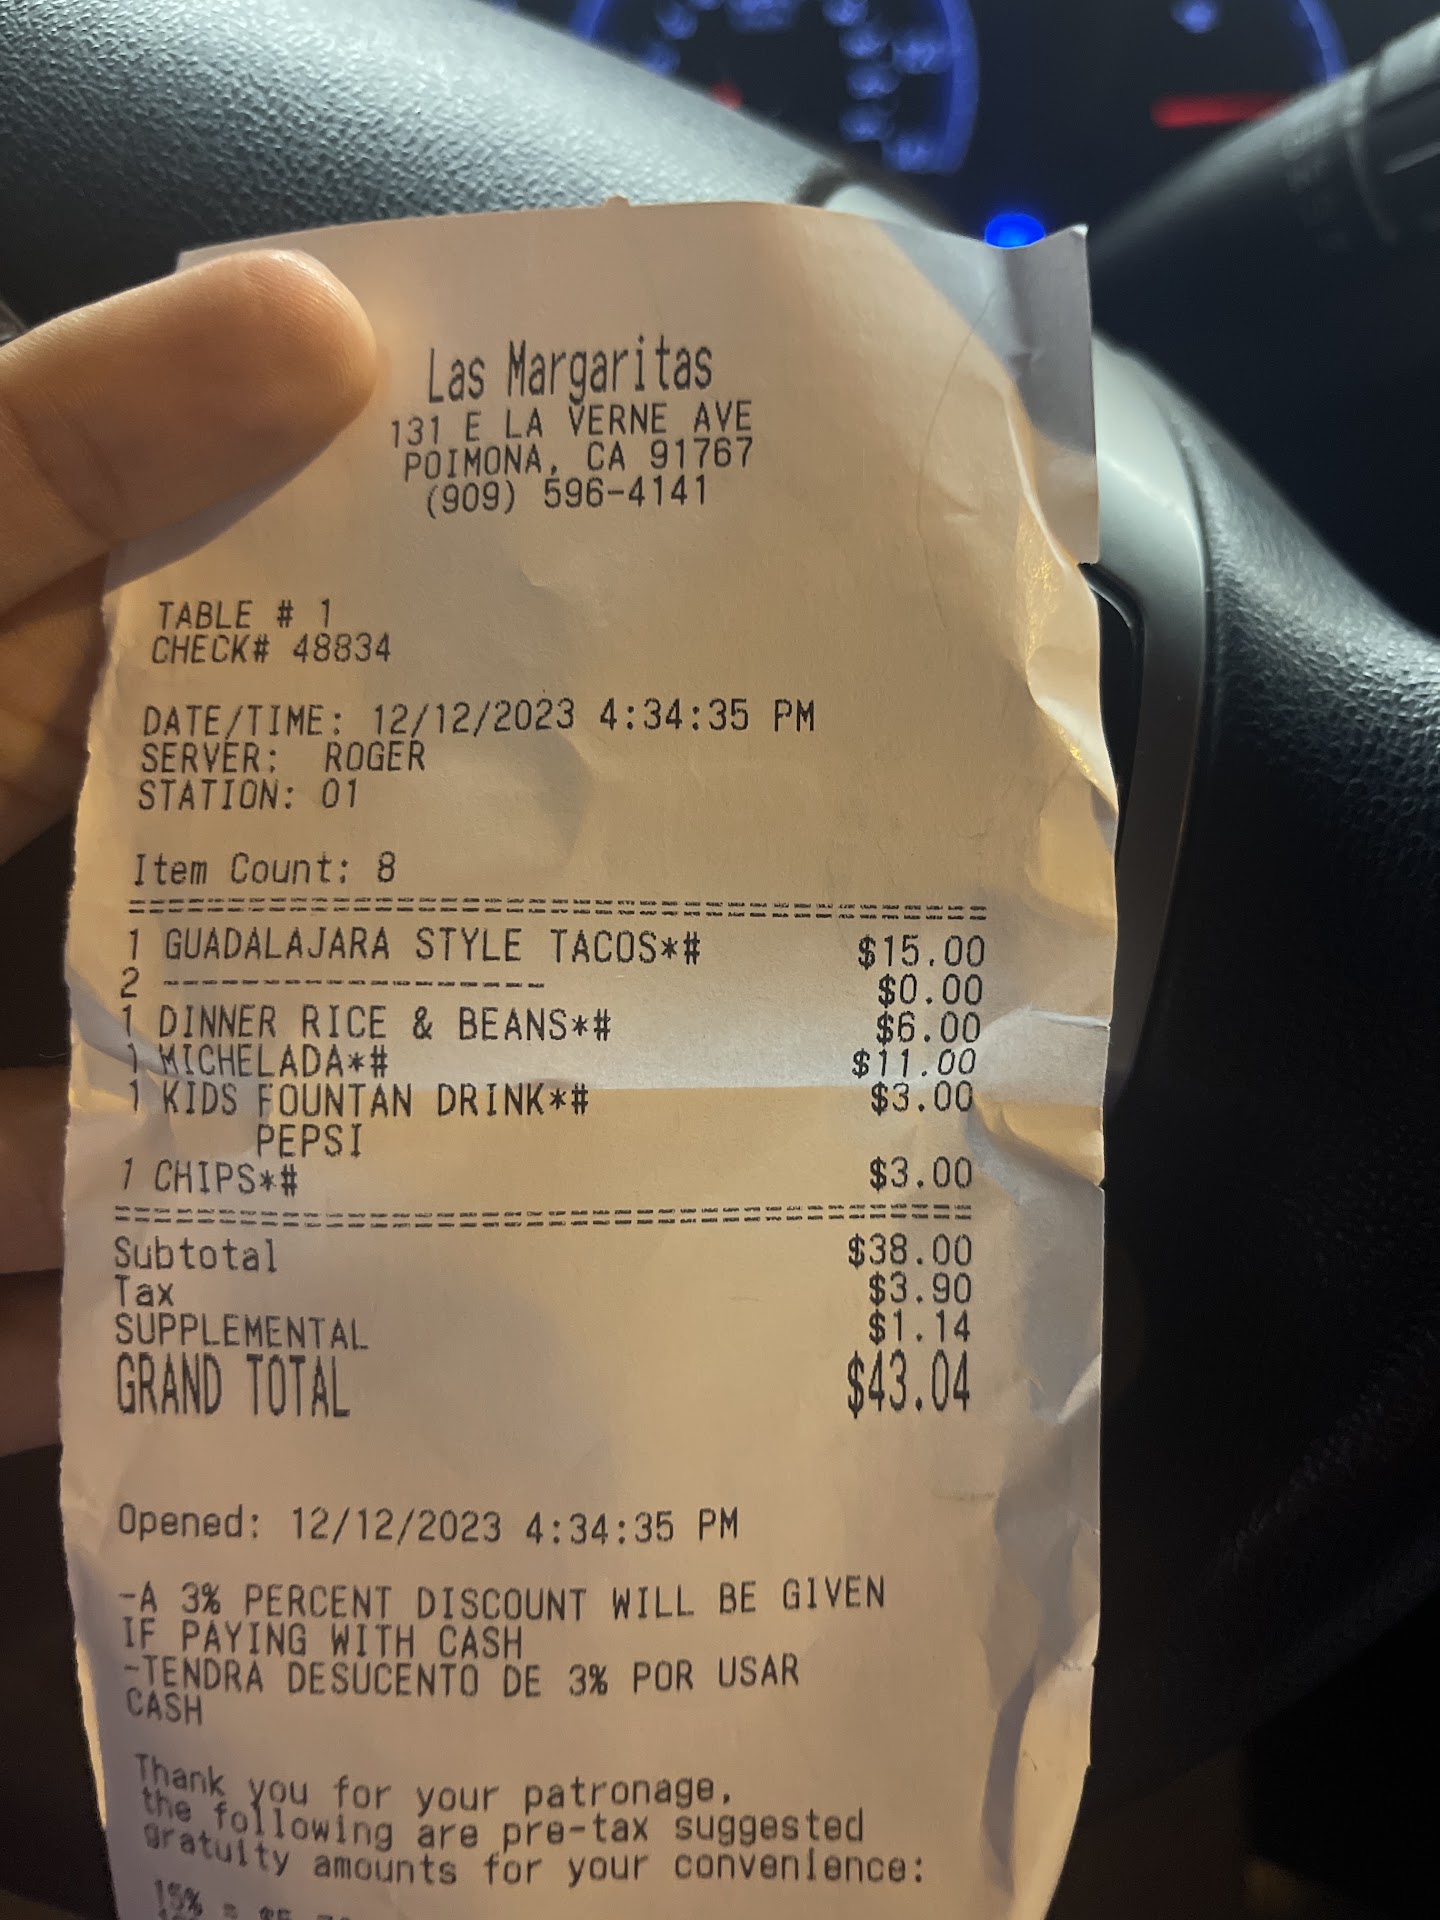 Las Margaritas
131 E LA VERNE AVE
POIMONA, CA 91767
(909) 596-4141
TABLE # 1
CHECK# 48834
DATE/TIME: 12/12/2023 4:34:35 PM
SERVER: ROGER
STATION: 01
Item Count: 8
1 GUADALAJARA STYLE TACOS*# $15.00
2 -------------- $0.00
1 DINNER RICE & BEANS*# $6.00
1 MICHELADA*# $11.00
1 KIDS FOUNTAN DRINK*# $3.00
PEPSI
1 CHIPS*# $3.00
Subtotal $38.00
Tax $3.90
SUPPLEMENTAL $1.14
GRAND TOTAL $43.04
Opened: 12/12/2023 4:34:35 PM
-A 3% PERCENT DISCOUNT WILL BE GIVEN
IF PAYING WITH CASH
-TENDRA DESUCENTO DE 3% POR USAR
CASH
Thank you for your patronage,
the following are pre-tax suggested
gratuity amounts for your convenience:
15% =